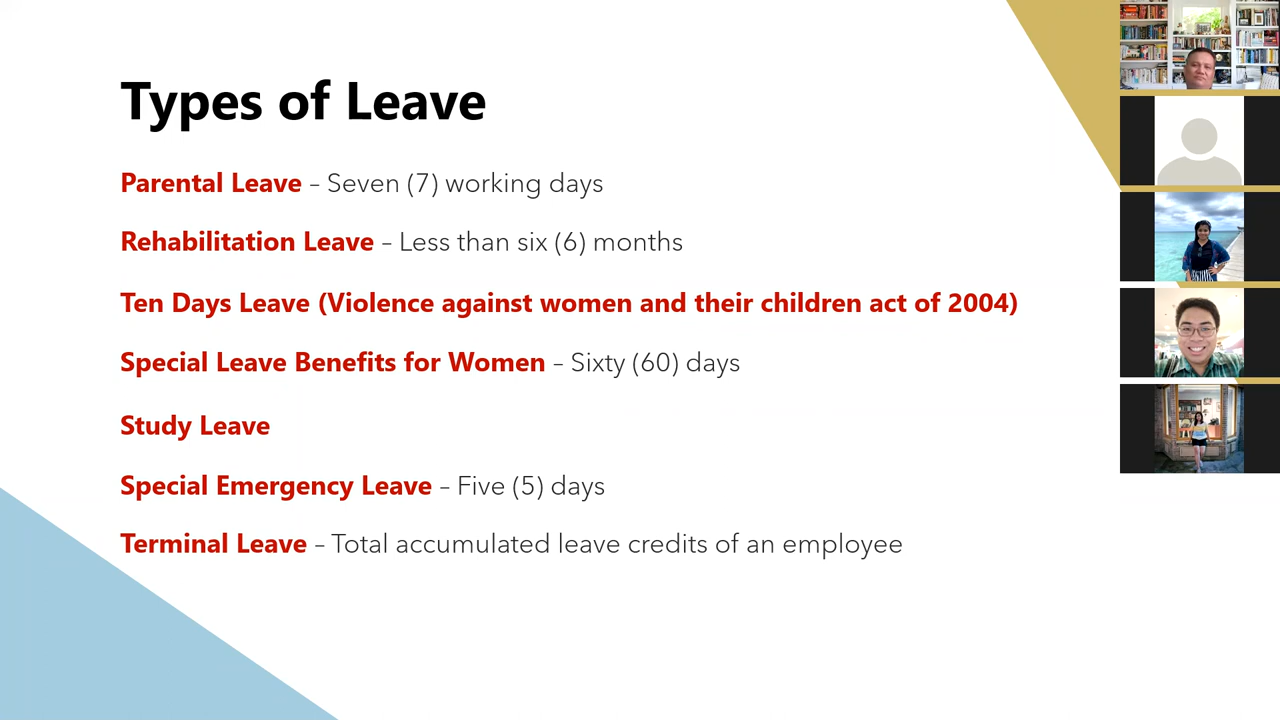 Types of Leave
Parental Leave – Seven (7) working days
Rehabilitation Leave – Less than six (6) months
Ten Days Leave (Violence against women and their children act of 2004)
Special Leave Benefits for Women – Sixty (60) days
Study Leave
Special Emergency Leave – Five (5) days
Terminal Leave – Total accumulated leave credits of an employee